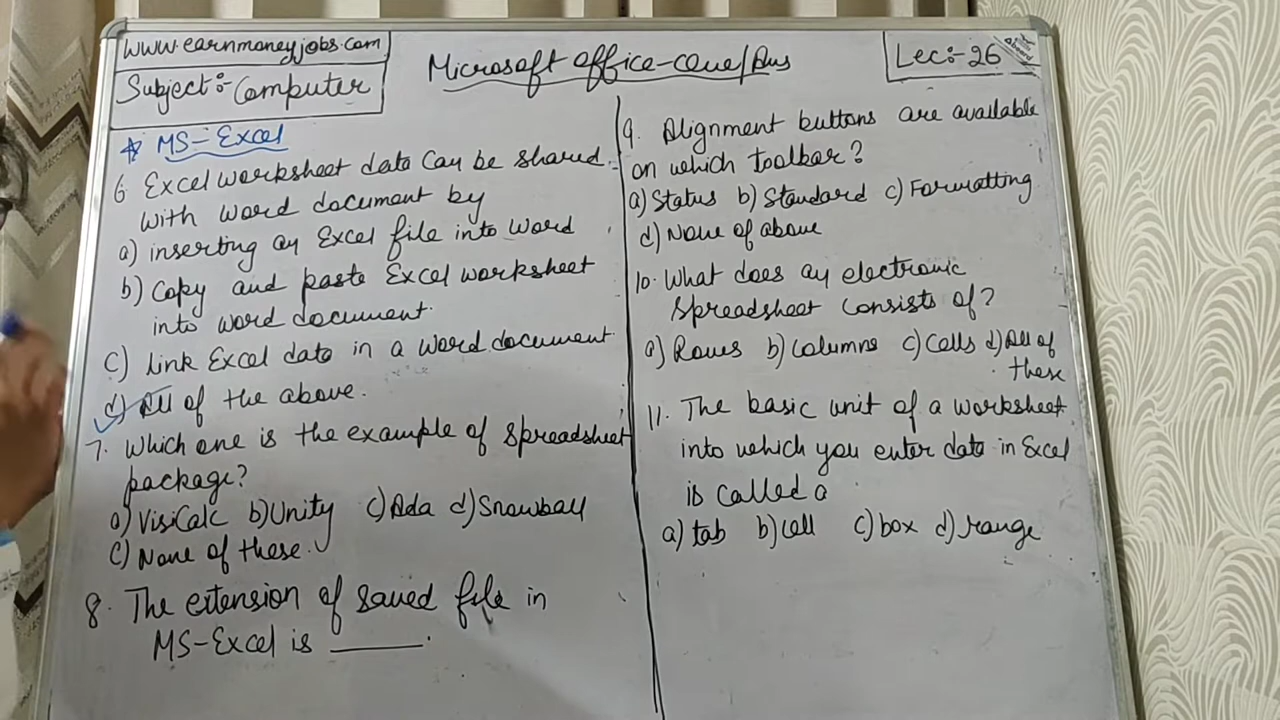 www.earnmoneyjobs.com
Subject:- Computer
Microsoft office-cene/Dus
Lec:-26
☆ MS-Excel
6. Excel worksheet data can be shared
with word document by
a) inserting an Excel file into word
b) Copy and paste Excel worksheet
into word document.
c) link Excel data in a word document
d) All of the above.
7. Which one is the example of spreadsheet
package?
a) VisiCalc b) Unity c) Ada d) Snowball
C) None of these.
8. The extension of saved file in
MS-Excel is ______.
9. Alignment buttons are available
on which toolbar?
a) Status b) Standard c) Formatting
d) None of above
10. What does an electronic
Spreadsheet consists of?
a) Rows b) Columns c) Cells d) All of
these
11. The basic unit of a worksheet
into which you enter data in Excel
is called a
a) tab b) Cell c) box d) range